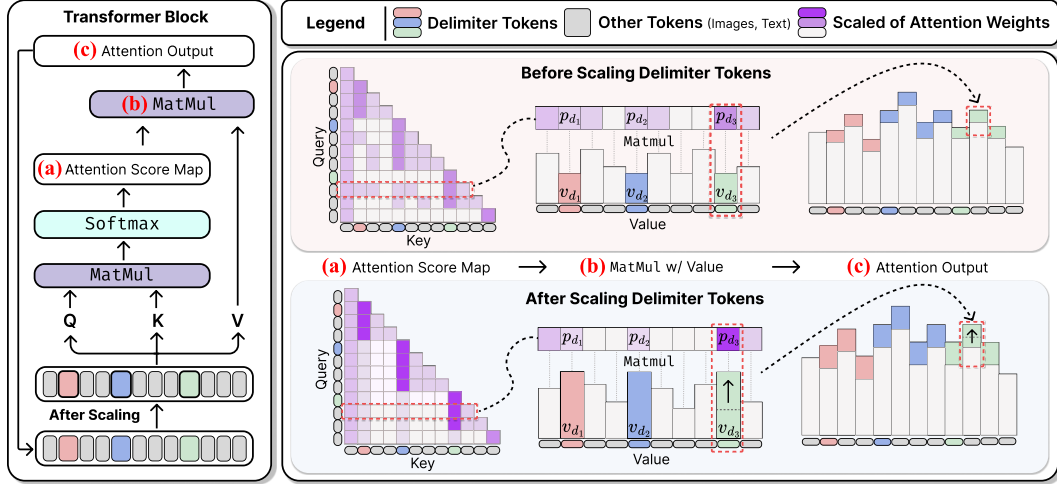 Transformer Block
(c) Attention Output
(b) MatMul
(a) Attention Score Map
Softmax
MatMul
Q K V
After Scaling
Legend
Delimiter Tokens
Other Tokens (Images, Text)
Scaled of Attention Weights
Before Scaling Delimiter Tokens
Query
Key
p_{d_1} p_{d_2} p_{d_3}
Matmul
v_{d_1} v_{d_2} v_{d_3}
Value
(a) Attention Score Map
(b) MatMul w/ Value
(c) Attention Output
After Scaling Delimiter Tokens
Query
Key
p_{d_1} p_{d_2} p_{d_3}
Matmul
v_{d_1} v_{d_2} v_{d_3}
Value